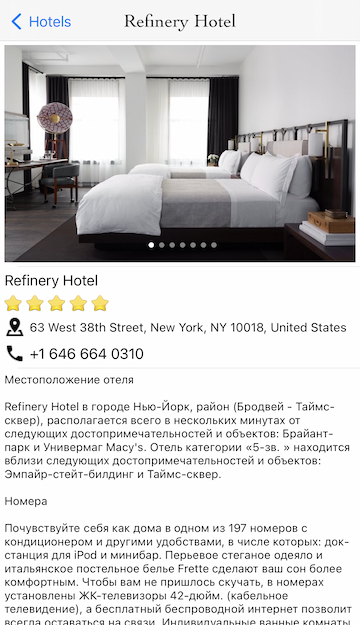 Hotels
Refinery Hotel
Refinery Hotel
63 West 38th Street, New York, NY 10018, United States
+1 646 664 0310
Местоположение отеля
Refinery Hotel в городе Нью-Йорк, район (Бродвей - Таймс-
сквер), располагается всего в нескольких минутах от
следующих достопримечательностей и объектов: Брайант-
парк и Универмаг Macy's. Отель категории «5-зв. » находится
вблизи следующих достопримечательностей и объектов:
Эмпайр-стейт-билдинг и Таймс-сквер.
Номера
Почувствуйте себя как дома в одном из 197 номеров с
кондиционером и другими удобствами, в числе которых: док-
станция для iPod и минибар. Перьевое стеганое одеяло и
итальянское постельное белье Frette сделают ваш сон более
комфортным. Чтобы вам не пришлось скучать, в номерах
установлены ЖК-телевизоры 42-дюйм. (кабельное
телевидение), а бесплатный беспроводной интернет позволит
всегда оставаться на связи. Индивидуальные ванные комнаты